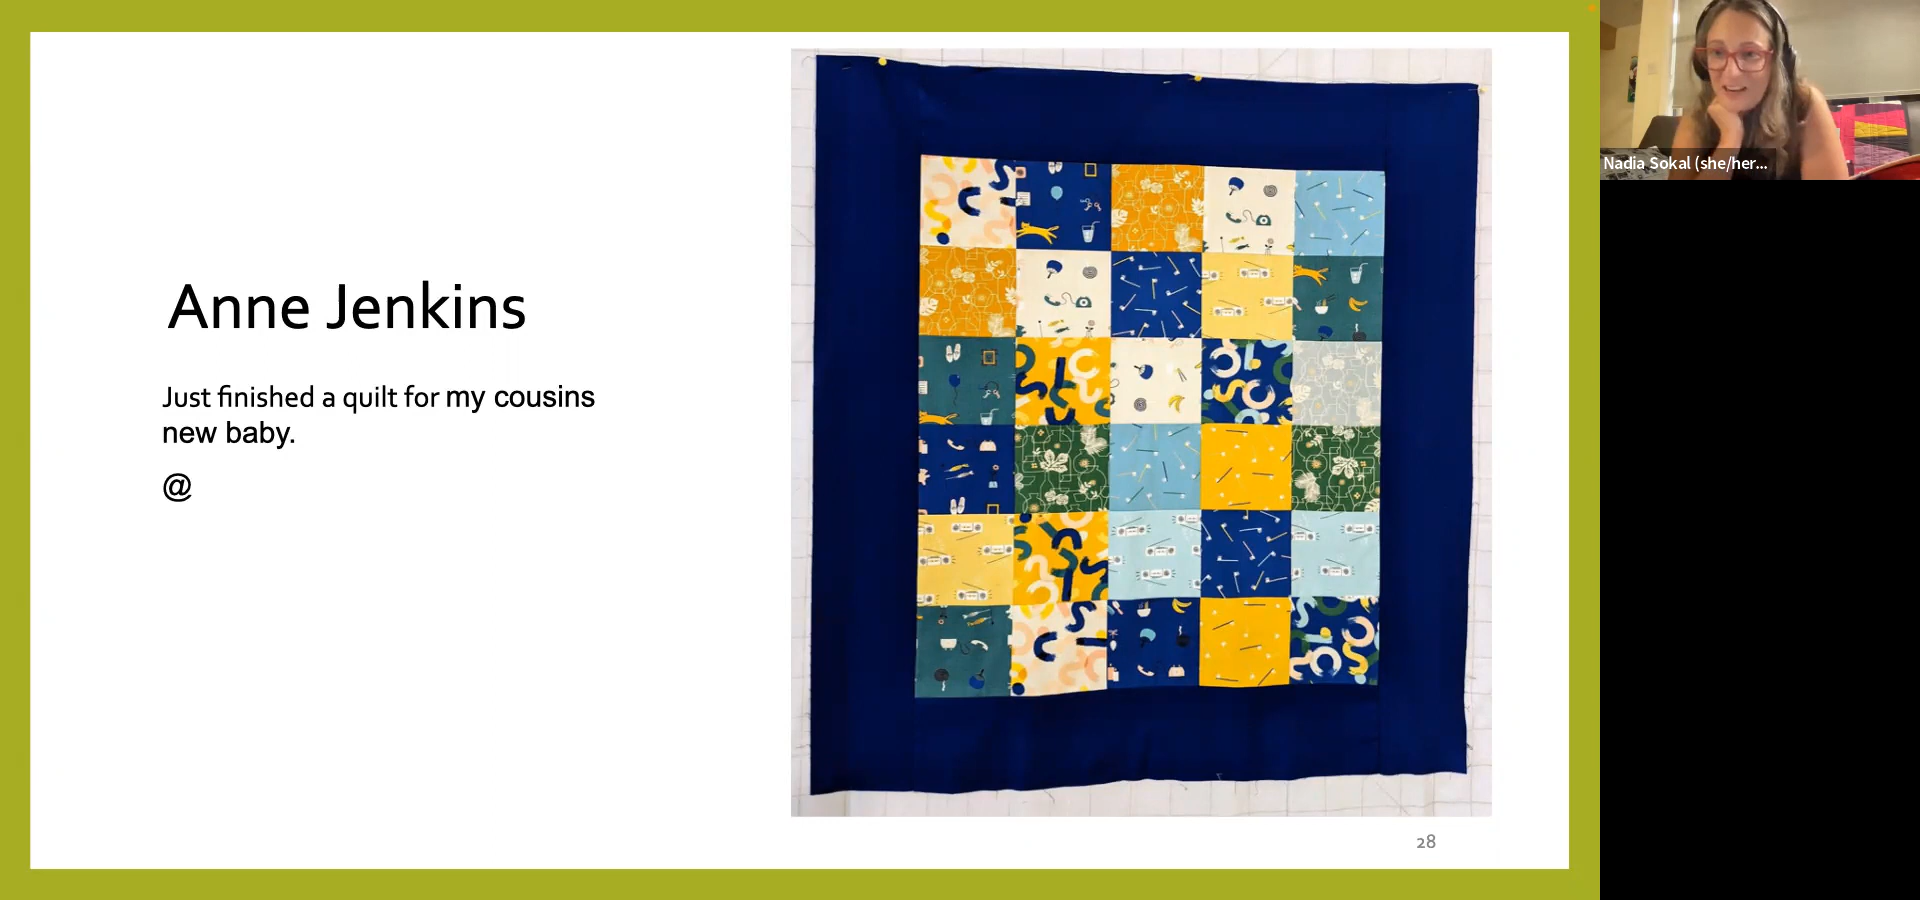 Anne Jenkins
Just finished a quilt for my cousins
new baby.
@
28
Nadia Sokal (she/her...